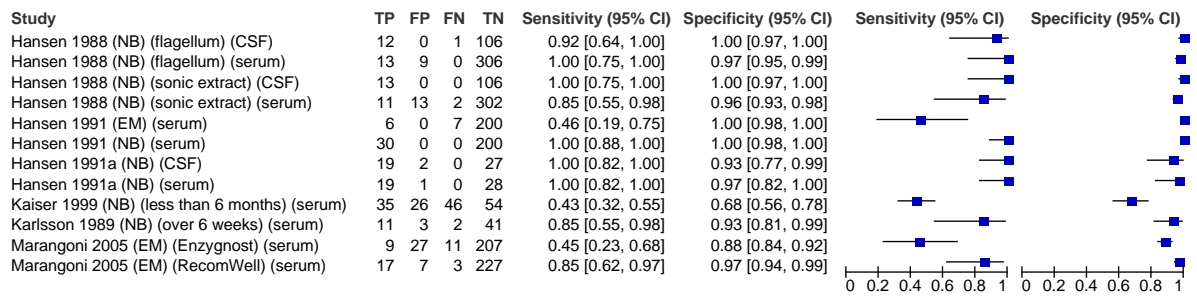 Study TP FP FN TN Sensitivity (95% CI) Specificity (95% CI) Sensitivity (95% CI) Specificity (95% CI)
Hansen 1988 (NB) (flagellum) (CSF) 12 0 1 106 0.92 [0.64, 1.00] 1.00 [0.97, 1.00]
Hansen 1988 (NB) (flagellum) (serum) 13 9 0 306 1.00 [0.75, 1.00] 0.97 [0.95, 0.99]
Hansen 1988 (NB) (sonic extract) (CSF) 13 0 0 106 1.00 [0.75, 1.00] 1.00 [0.97, 1.00]
Hansen 1988 (NB) (sonic extract) (serum) 11 13 2 302 0.85 [0.55, 0.98] 0.96 [0.93, 0.98]
Hansen 1991 (EM) (serum) 6 0 7 200 0.46 [0.19, 0.75] 1.00 [0.98, 1.00]
Hansen 1991 (NB) (serum) 30 0 0 200 1.00 [0.88, 1.00] 1.00 [0.98, 1.00]
Hansen 1991a (NB) (CSF) 19 2 0 27 1.00 [0.82, 1.00] 0.93 [0.77, 0.99]
Hansen 1991a (NB) (serum) 19 1 0 28 1.00 [0.82, 1.00] 0.97 [0.82, 1.00]
Kaiser 1999 (NB) (less than 6 months) (serum) 35 26 46 54 0.43 [0.32, 0.55] 0.68 [0.56, 0.78]
Karlsson 1989 (NB) (over 6 weeks) (serum) 11 3 2 41 0.85 [0.55, 0.98] 0.93 [0.81, 0.99]
Marangoni 2005 (EM) (Enzygnost) (serum) 9 27 11 207 0.45 [0.23, 0.68] 0.88 [0.84, 0.92]
Marangoni 2005 (EM) (RecomWell) (serum) 17 7 3 227 0.85 [0.62, 0.97] 0.97 [0.94, 0.99]
0 0.2 0.4 0.6 0.8 1 0 0.2 0.4 0.6 0.8 1